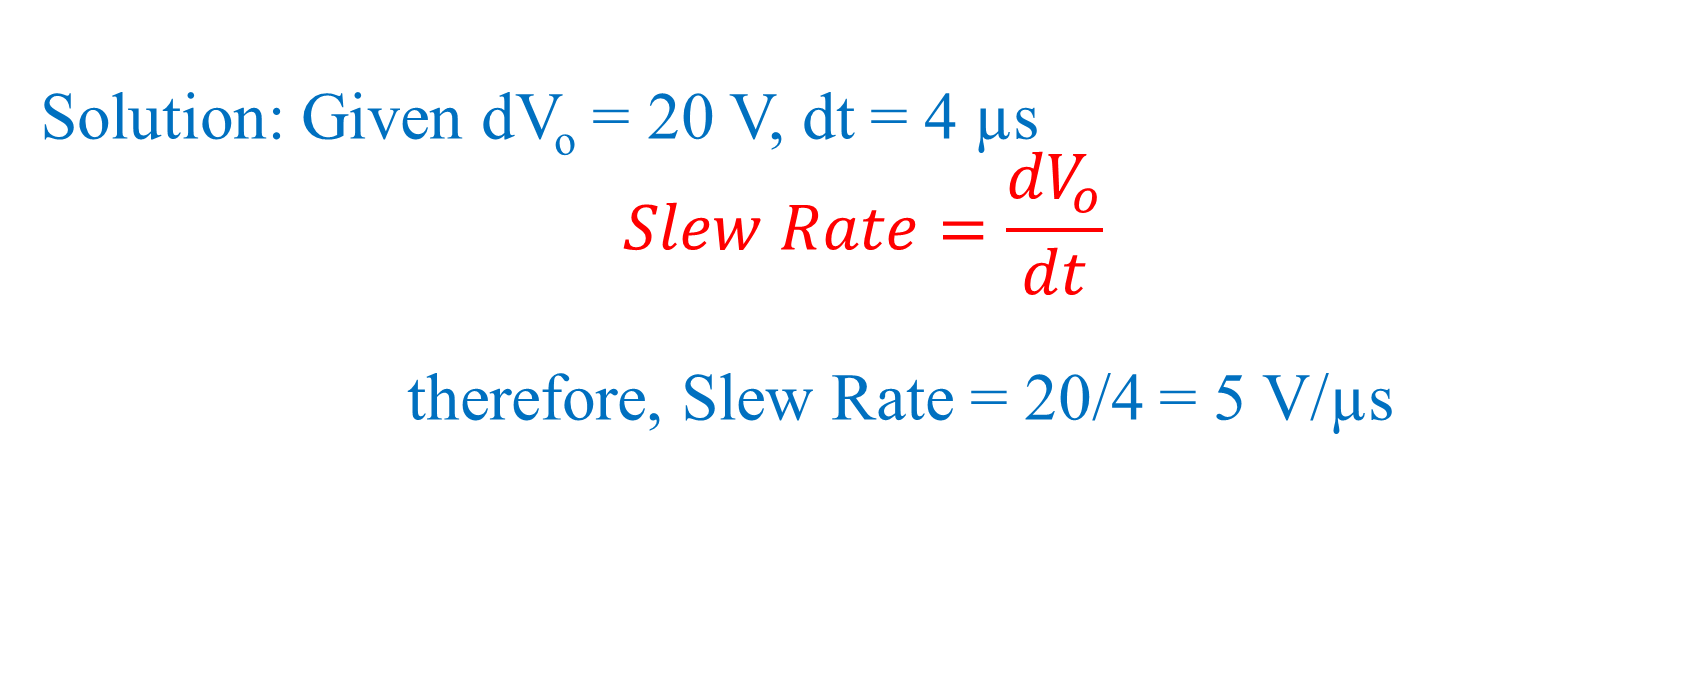 Solution: Given dVₒ = 20 V, dt = 4 µs
Slew Rate = dVₒ/dt
therefore, Slew Rate = 20/4 = 5 V/µs